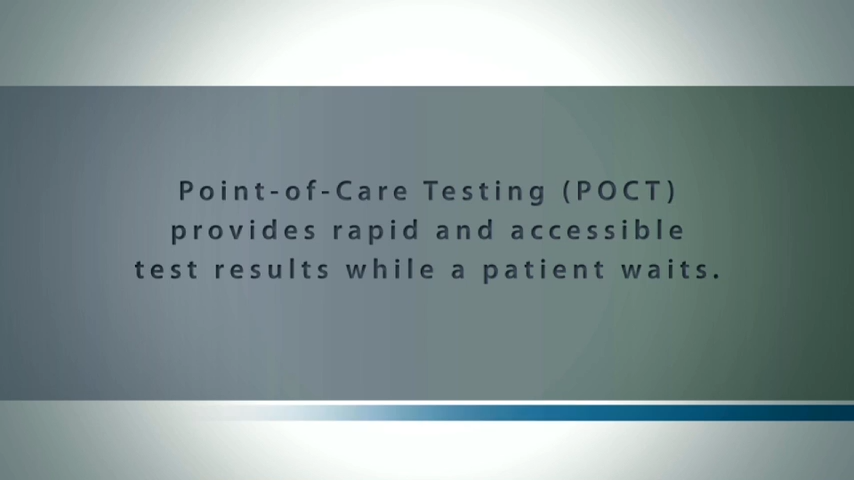 Point-of-Care Testing (POCT)
provides rapid and accessible
test results while a patient waits.